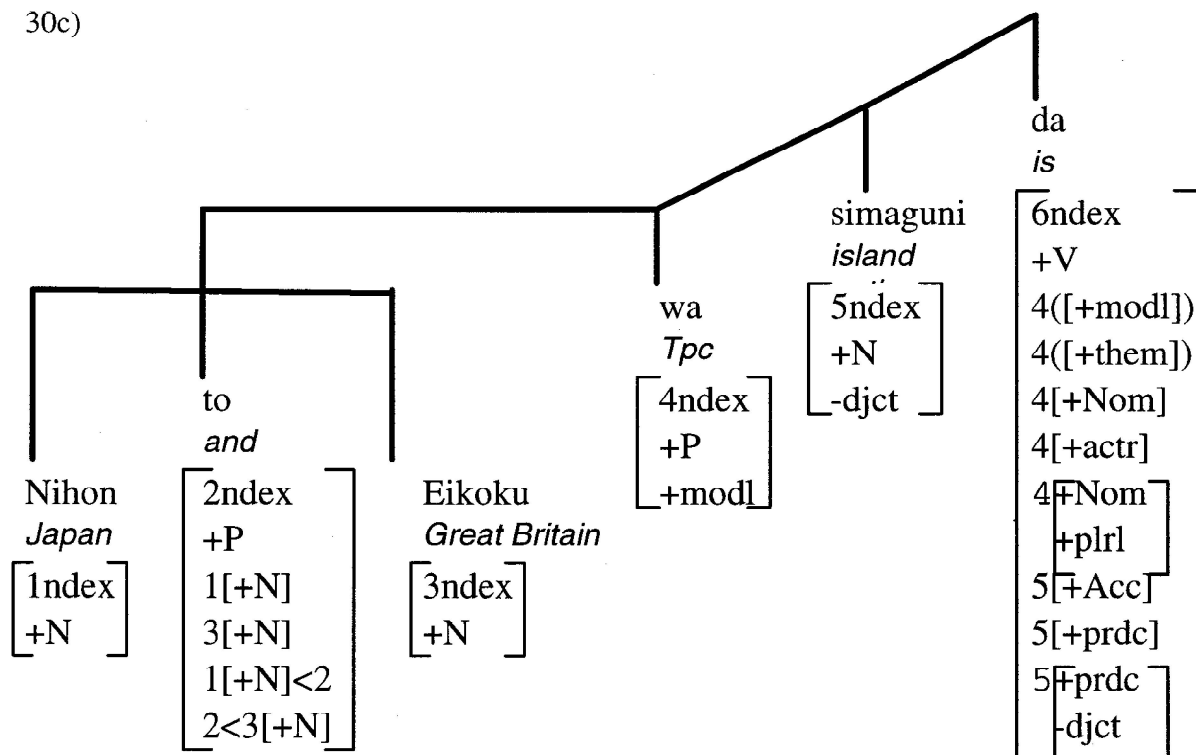 30c)
da
is
simaguni
island
wa
Tpc
to
and
Nihon
Japan
Eikoku
Great Britain
1ndex
+N
2ndex
+P
1[+N]
3[+N]
1[+N]<2
2<3[+N]
3ndex
+N
4ndex
+P
+modl
5ndex
+N
-djct
6ndex
+V
4([+modl])
4([+them])
4[+Nom]
4[+actr]
4[+Nom
+plrl]
5[+Acc]
5[+prdc]
5[+prdc
-djct]